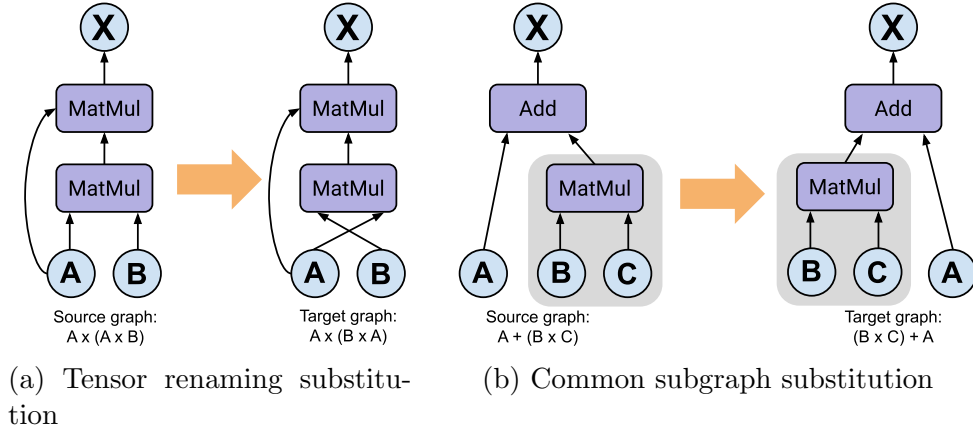 X
MatMul
MatMul
A
B
Source graph:
A x (A x B)
X
MatMul
MatMul
A
B
Target graph:
A x (B x A)
(a) Tensor renaming substitu-
tion
X
Add
MatMul
A
B
C
Source graph:
A + (B x C)
X
Add
MatMul
B
C
A
Target graph:
(B x C) + A
(b) Common subgraph substitution